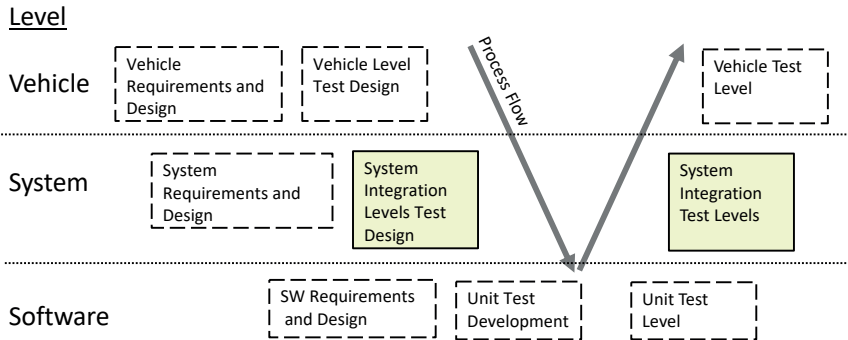 Level
Vehicle
Vehicle
Requirements and
Design
Vehicle Level
Test Design
Process Flow
Vehicle Test
Level
System
System
Requirements and
Design
System
Integration
Levels Test
Design
System
Integration
Test Levels
Software
SW Requirements
and Design
Unit Test
Development
Unit Test
Level